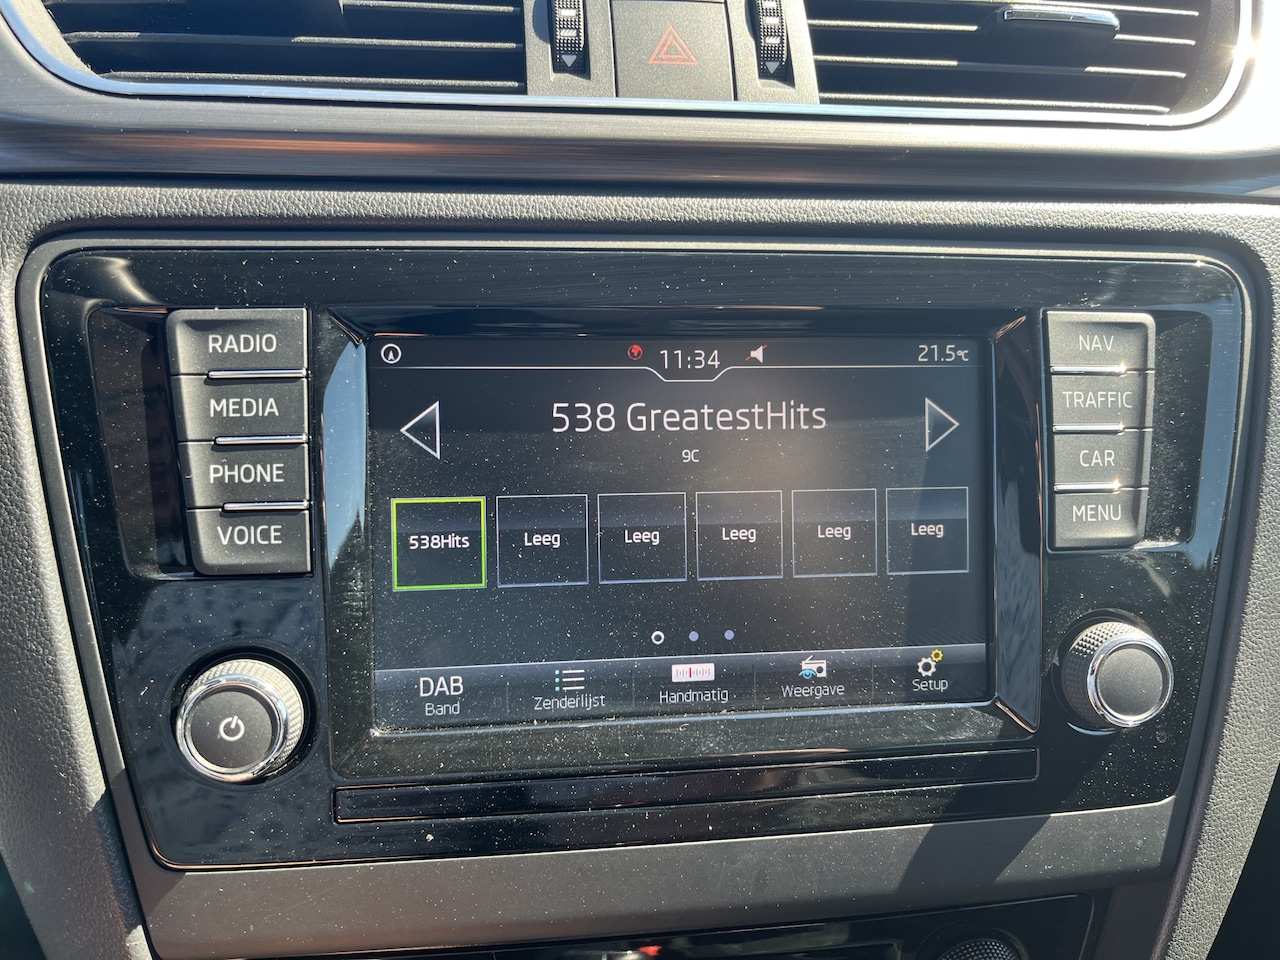 RADIO
MEDIA
PHONE
VOICE
11:34
21.5°C
538 GreatestHits
9C
538Hits
Leeg
Leeg
Leeg
Leeg
Leeg
DAB
Band
Zenderlijst
Handmatig
Weergave
Setup
NAV
TRAFFIC
CAR
MENU